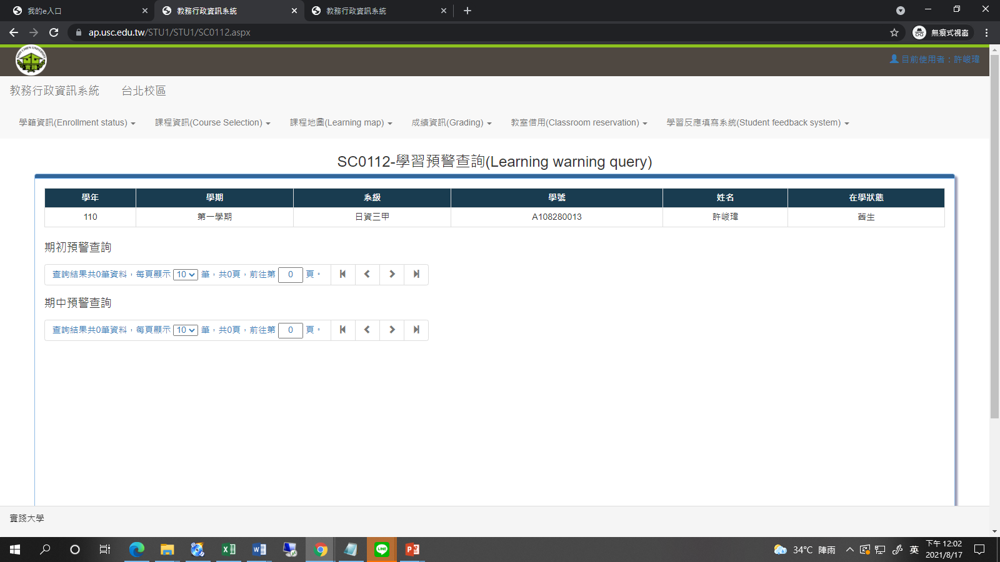 我的e入口
教務行政資訊系統
教務行政資訊系統
ap.usc.edu.tw/STU1/STU1/SC0112.aspx
無痕式視窗
目前使用者：許峻瑋
教務行政資訊系統 台北校區
學籍資訊(Enrollment status) 課程資訊(Course Selection) 課程地圖(Learning map) 成績資訊(Grading) 教室借用(Classroom reservation) 學習反應填寫系統(Student feedback system)
SC0112-學習預警查詢(Learning warning query)
學年 學期 系級 學號 姓名 在學狀態
110 第一學期 日資三甲 A108280013 許峻瑋 舊生
期初預警查詢
查詢結果共0筆資料，每頁顯示 10 筆，共0頁，前往第 0 頁。
期中預警查詢
查詢結果共0筆資料，每頁顯示 10 筆，共0頁，前往第 0 頁。
實踐大學
34°C 陣雨 英 下午 12:02
2021/8/17